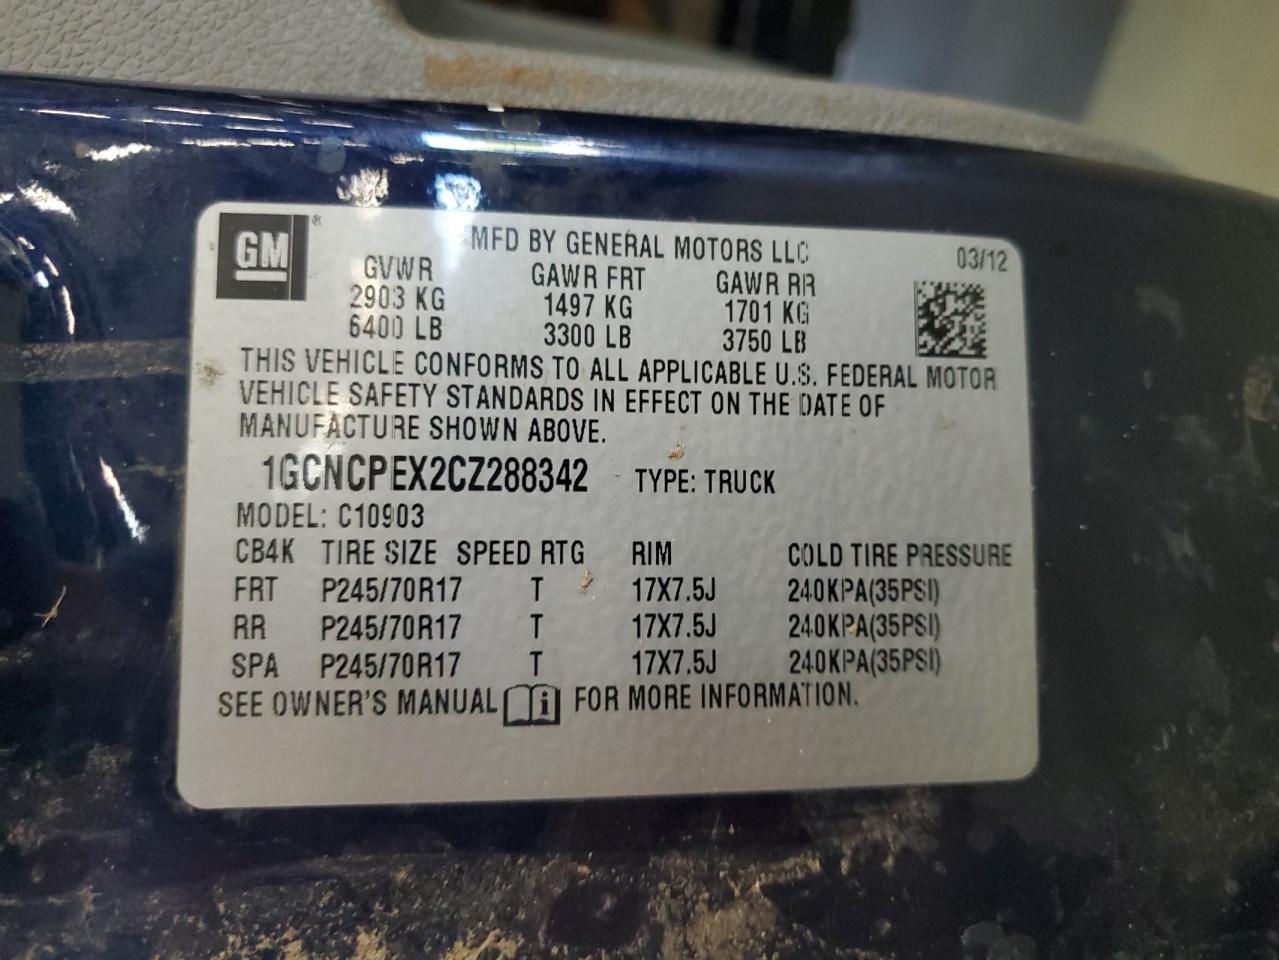 GM ®
MFD BY GENERAL MOTORS LLC 03/12
GVWR GAWR FRT GAWR RR
2903 KG 1497 KG 1701 KG
6400 LB 3300 LB 3750 LB
THIS VEHICLE CONFORMS TO ALL APPLICABLE U.S. FEDERAL MOTOR
VEHICLE SAFETY STANDARDS IN EFFECT ON THE DATE OF
MANUFACTURE SHOWN ABOVE.
1GCNCPEX2CZ288342 TYPE: TRUCK
MODEL: C10903
CB4K TIRE SIZE SPEED RTG RIM COLD TIRE PRESSURE
FRT P245/70R17 T 17X7.5J 240KPA(35PSI)
RR P245/70R17 T 17X7.5J 240KPA(35PSI)
SPA P245/70R17 T 17X7.5J 240KPA(35PSI)
SEE OWNER'S MANUAL i FOR MORE INFORMATION.